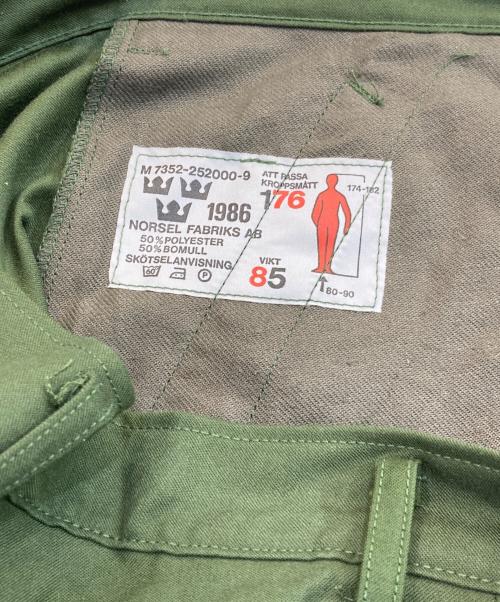 M 7352-252000-9
1986
NORSEL FABRIKS AB
50% POLYESTER
50% BOMULL
SKÖTSELANVISNING
60° P
ATT PASSA
KROPPSMÅTT
176
174-182
VIKT
85
80-90